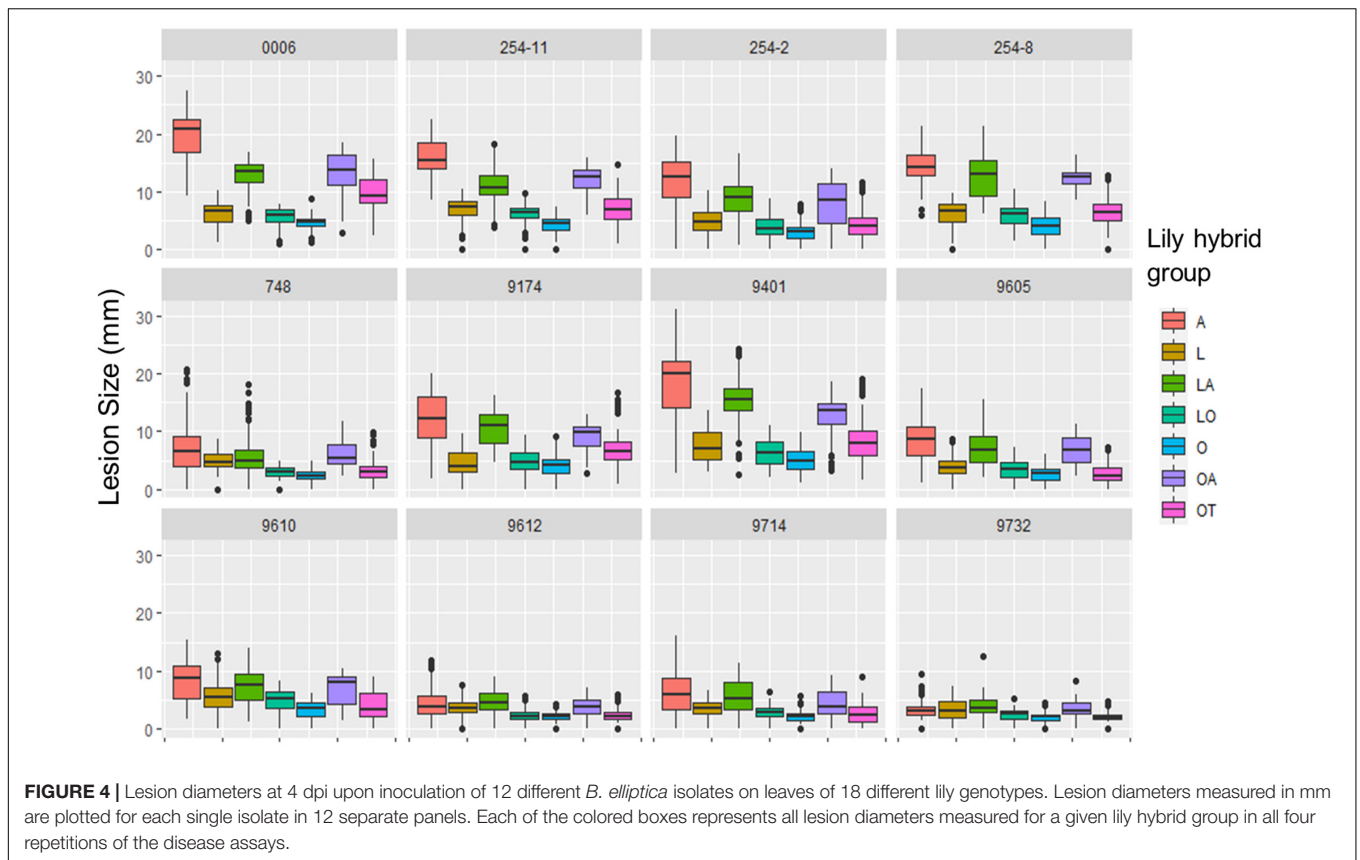 0006 254-11 254-2 254-8
30
20
10
0
748 9174 9401 9605
30
20
10
0
9610 9612 9714 9732
30
20
10
0
Lesion Size (mm)
Lily hybrid
group
A
L
LA
LO
O
OA
OT
FIGURE 4 | Lesion diameters at 4 dpi upon inoculation of 12 different B. elliptica isolates on leaves of 18 different lily genotypes. Lesion diameters measured in mm
are plotted for each single isolate in 12 separate panels. Each of the colored boxes represents all lesion diameters measured for a given lily hybrid group in all four
repetitions of the disease assays.